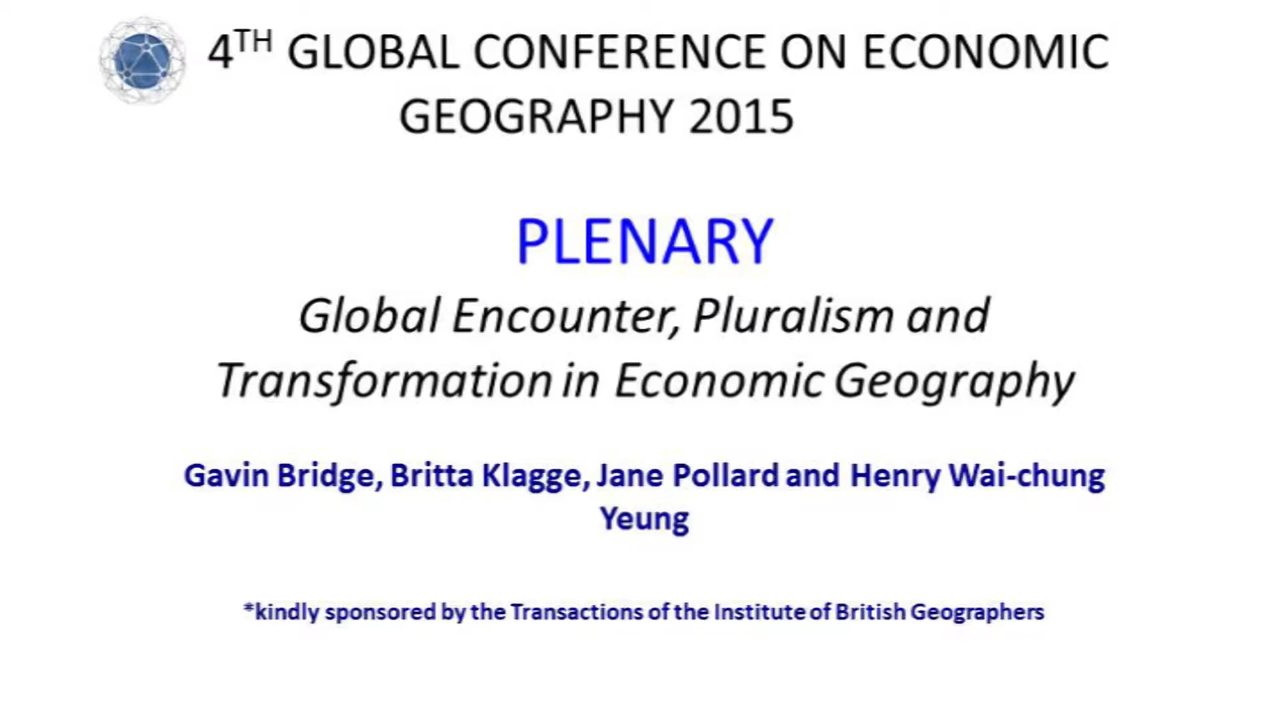 4TH GLOBAL CONFERENCE ON ECONOMIC
GEOGRAPHY 2015
PLENARY
Global Encounter, Pluralism and
Transformation in Economic Geography
Gavin Bridge, Britta Klagge, Jane Pollard and Henry Wai-chung
Yeung
*kindly sponsored by the Transactions of the Institute of British Geographers